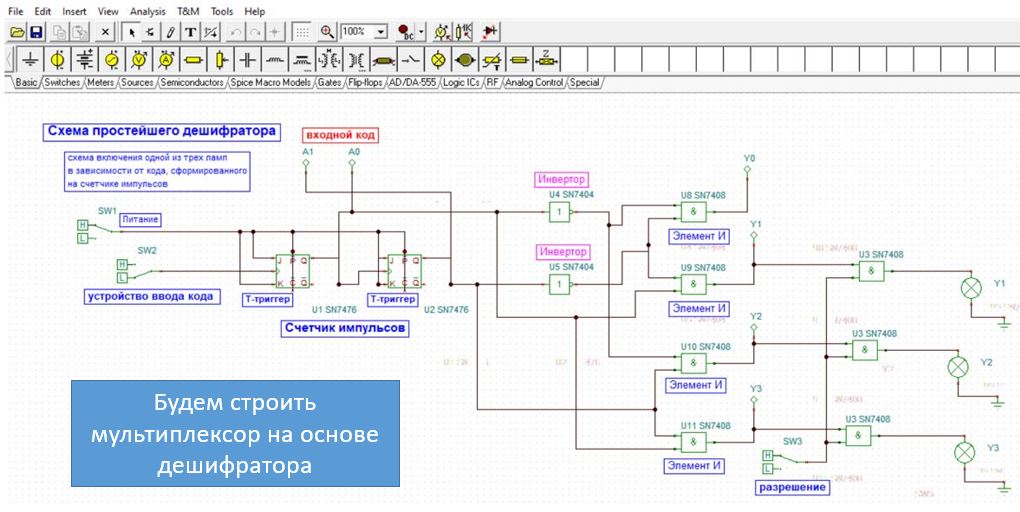 File Edit Insert View Analysis T&M Tools Help
100%
DC
Basic Switches Meters Sources Semiconductors Spice Macro Models Gates Flip-flops AD/DA-555 Logic ICs RF Analog Control Special
Схема простейшего дешифратора
схема включения одной из трех ламп
в зависимости от кода, сформированного
на счетчике импульсов
входной код
A1 A0
SW1
H
L
Питание
SW2
H
L
устройство ввода кода
J P Q
K C Q
Т-триггер
U1 SN7476
J P Q
K C Q
Т-триггер
U2 SN7476
Счетчик импульсов
Инвертор
U4 SN7404
1
Инвертор
U5 SN7404
1
U8 SN7408
&
Элемент И
Y0
U9 SN7408
&
Элемент И
Y1
U10 SN7408
&
Элемент И
Y2
U11 SN7408
&
Элемент И
Y3
U3 SN7408
&
Y1
U3 SN7408
&
Y2
U3 SN7408
&
Y3
SW3
H
L
разрешение
Будем строить
мультиплексор на основе
дешифратора